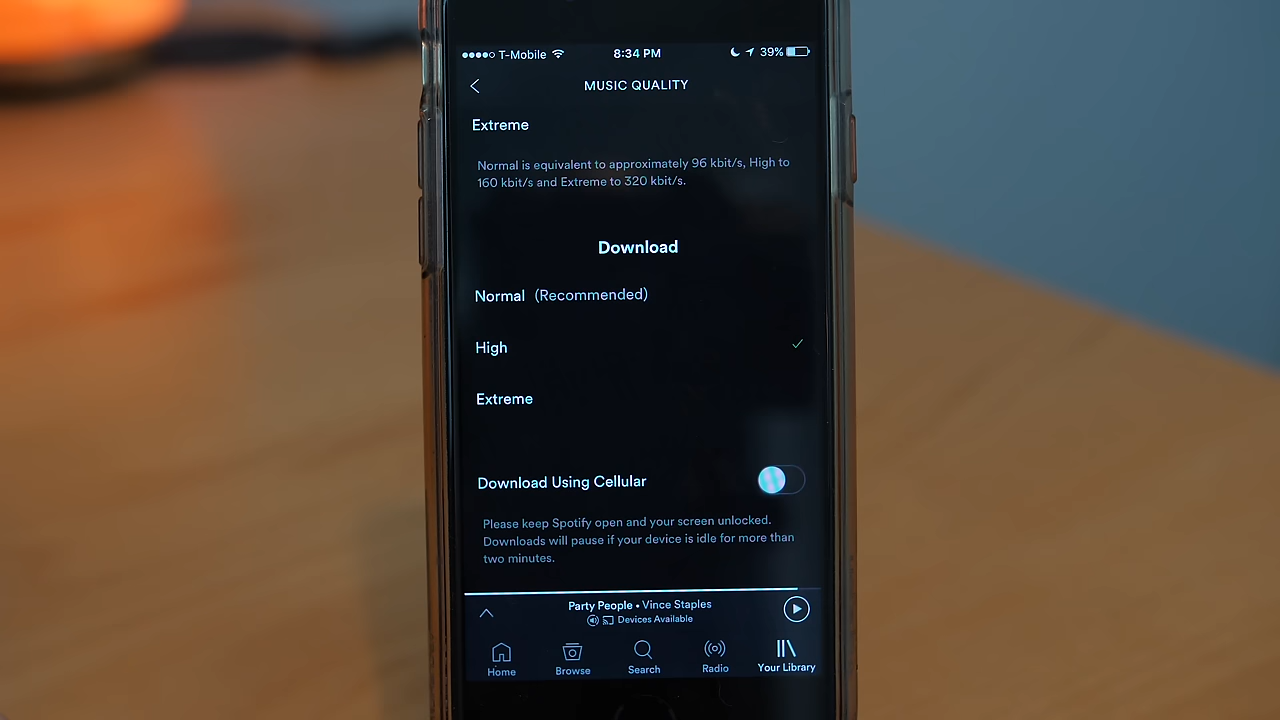 T-Mobile 8:34 PM 39%
MUSIC QUALITY
Extreme
Normal is equivalent to approximately 96 kbit/s, High to
160 kbit/s and Extreme to 320 kbit/s.
Download
Normal (Recommended)
High
Extreme
Download Using Cellular
Please keep Spotify open and your screen unlocked.
Downloads will pause if your device is idle for more than
two minutes.
Party People • Vince Staples
Devices Available
Home Browse Search Radio Your Library